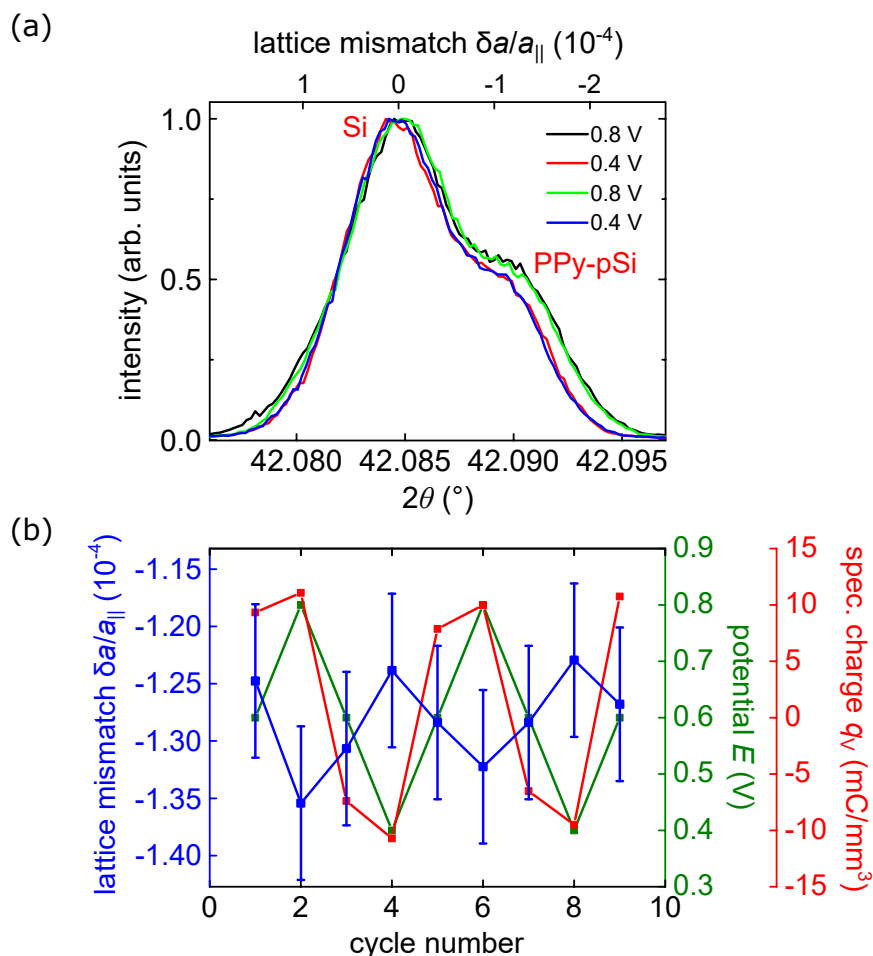 (a)
lattice mismatch δa/a|| (10-4)
1 0 -1 -2
Si
0.8 V
0.4 V
0.8 V
0.4 V
PPy-pSi
intensity (arb. units)
1.0
0.5
0.0
42.080 42.085 42.090 42.095
2θ (°)
(b)
lattice mismatch δa/a|| (10-4)
-1.15
-1.20
-1.25
-1.30
-1.35
-1.40
0.9
0.8
0.7
0.6
0.5
0.4
0.3
potential E (V)
15
10
5
0
-5
-10
-15
spec. charge qV (mC/mm3)
0 2 4 6 8 10
cycle number